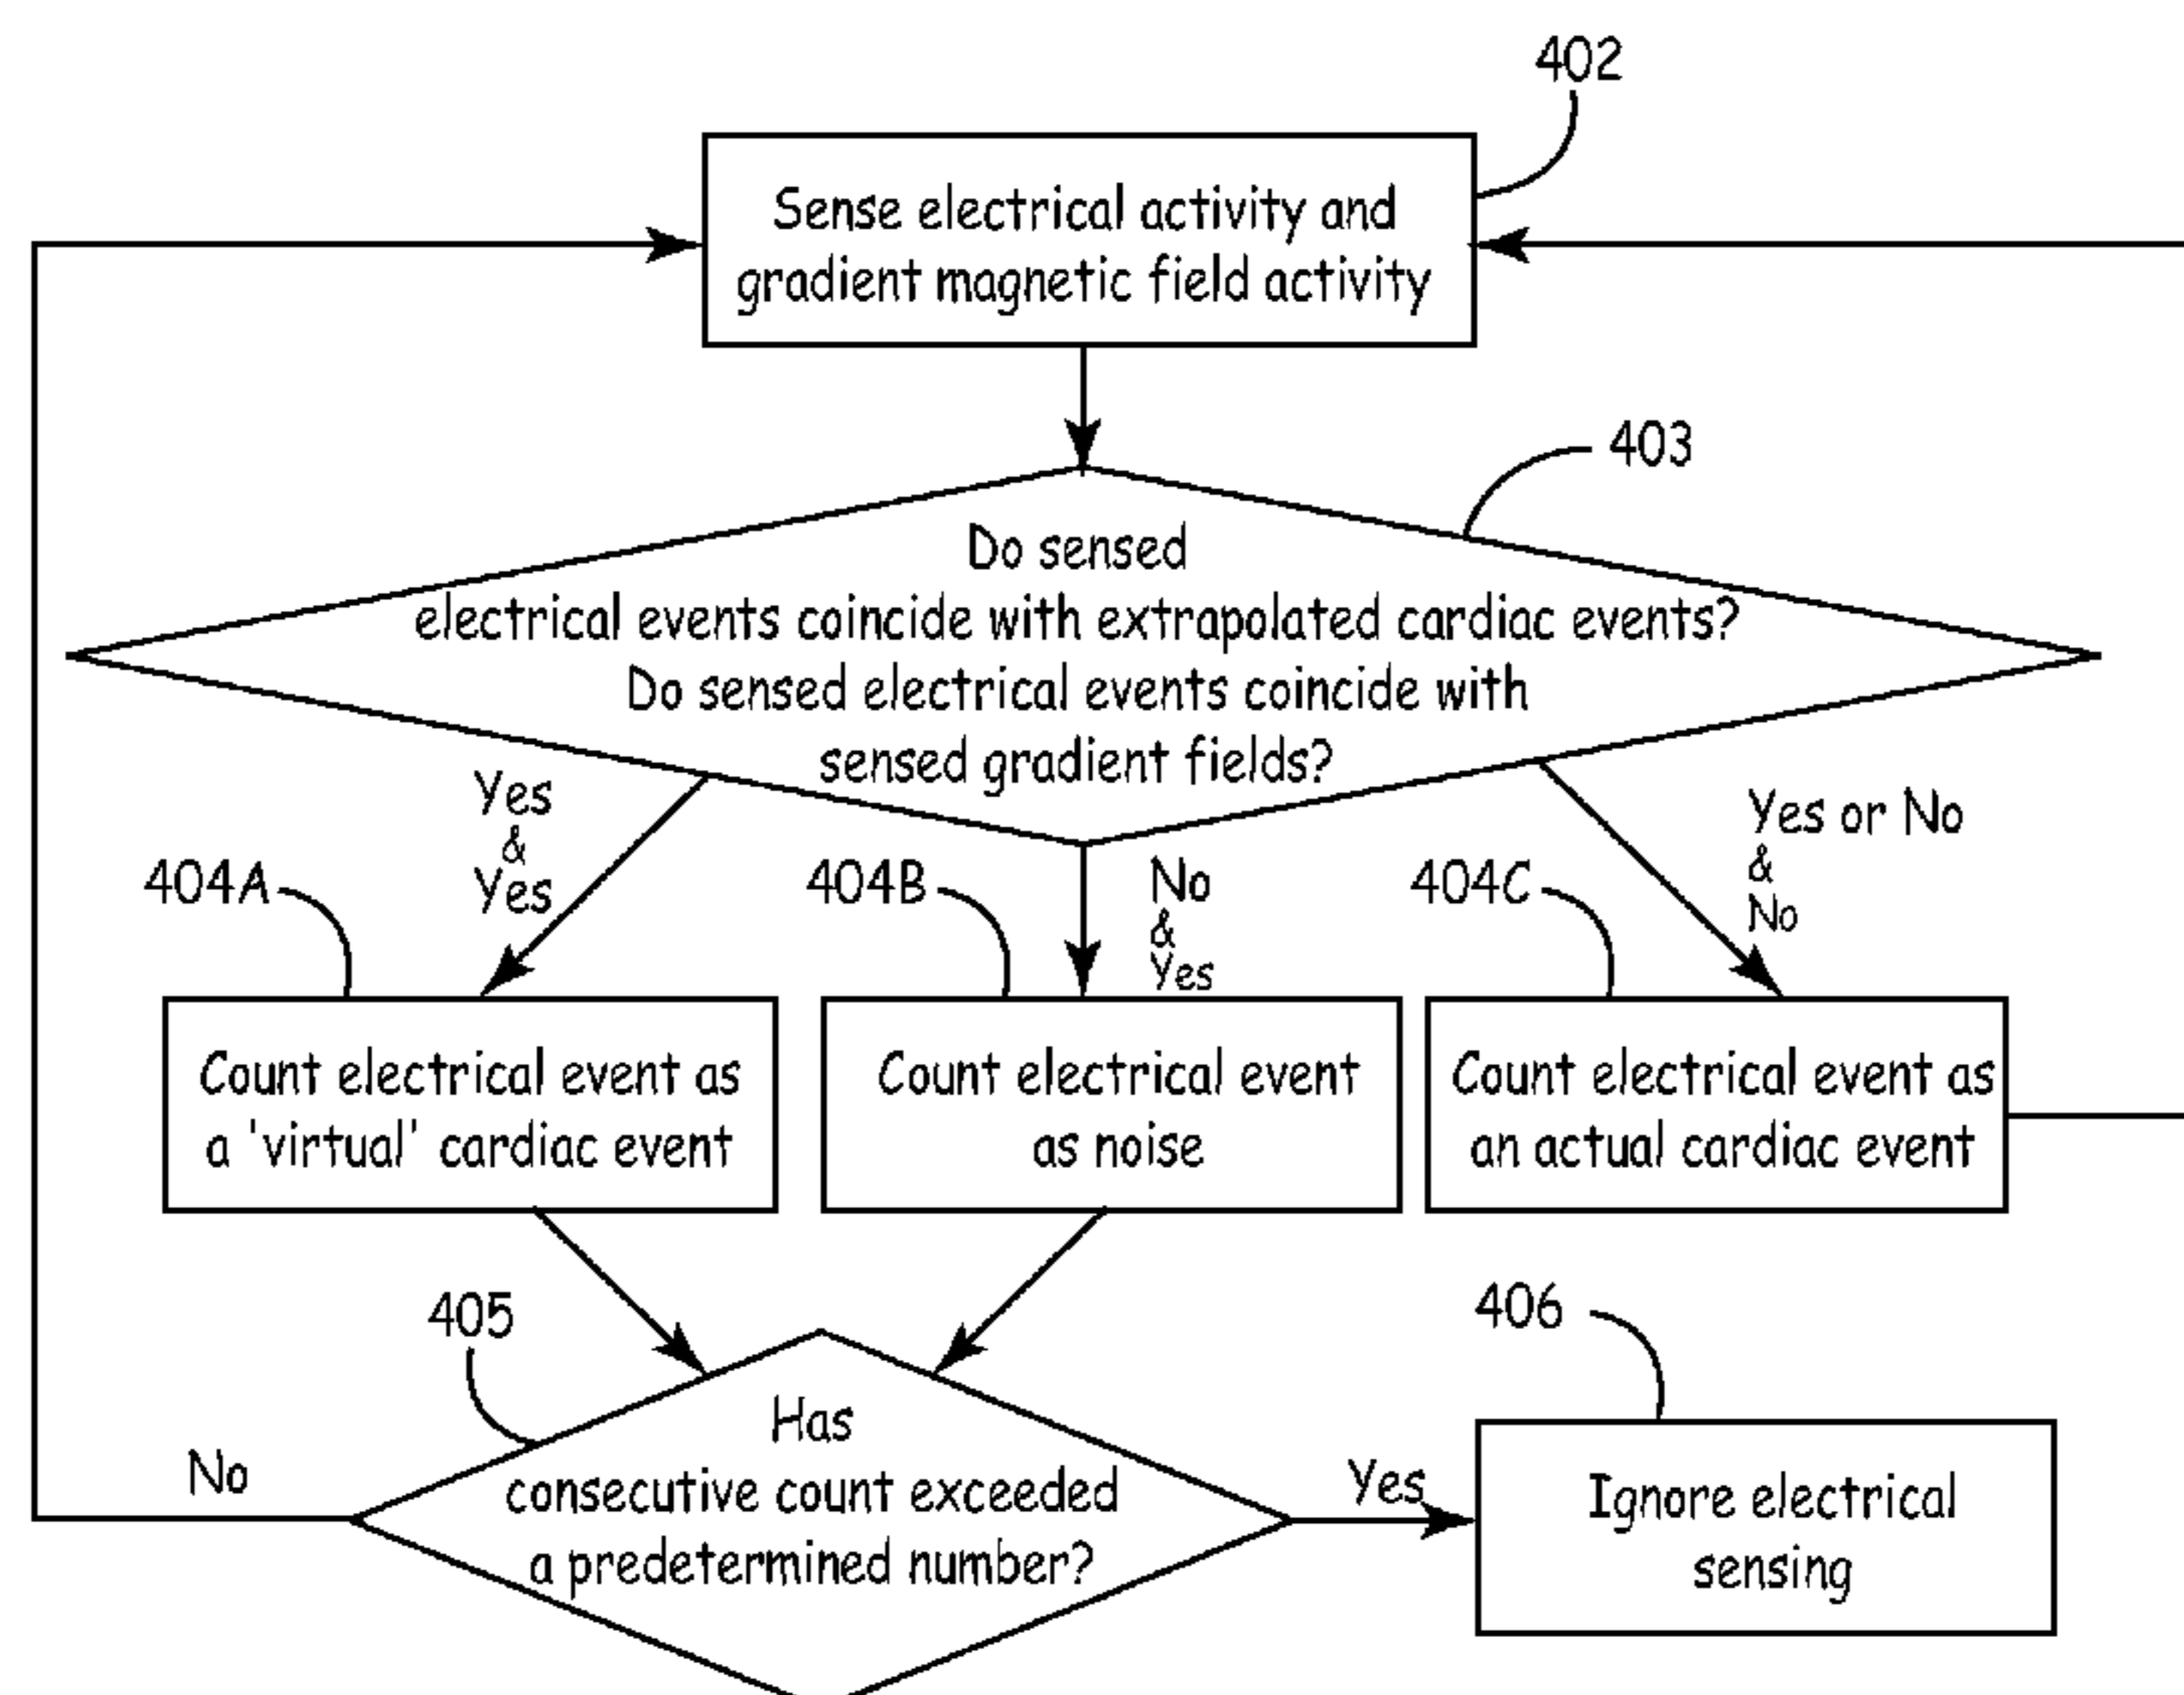 402
Sense electrical activity and
gradient magnetic field activity
403
Do sensed
electrical events coincide with extrapolated cardiac events?
Do sensed electrical events coincide with
sensed gradient fields?
Yes
&
Yes
404A
No
&
Yes
404B
Yes or No
&
No
404C
Count electrical event as
a 'virtual' cardiac event
Count electrical event
as noise
Count electrical event as
an actual cardiac event
405
Has
consecutive count exceeded
a predetermined number?
No
Yes
406
Ignore electrical
sensing